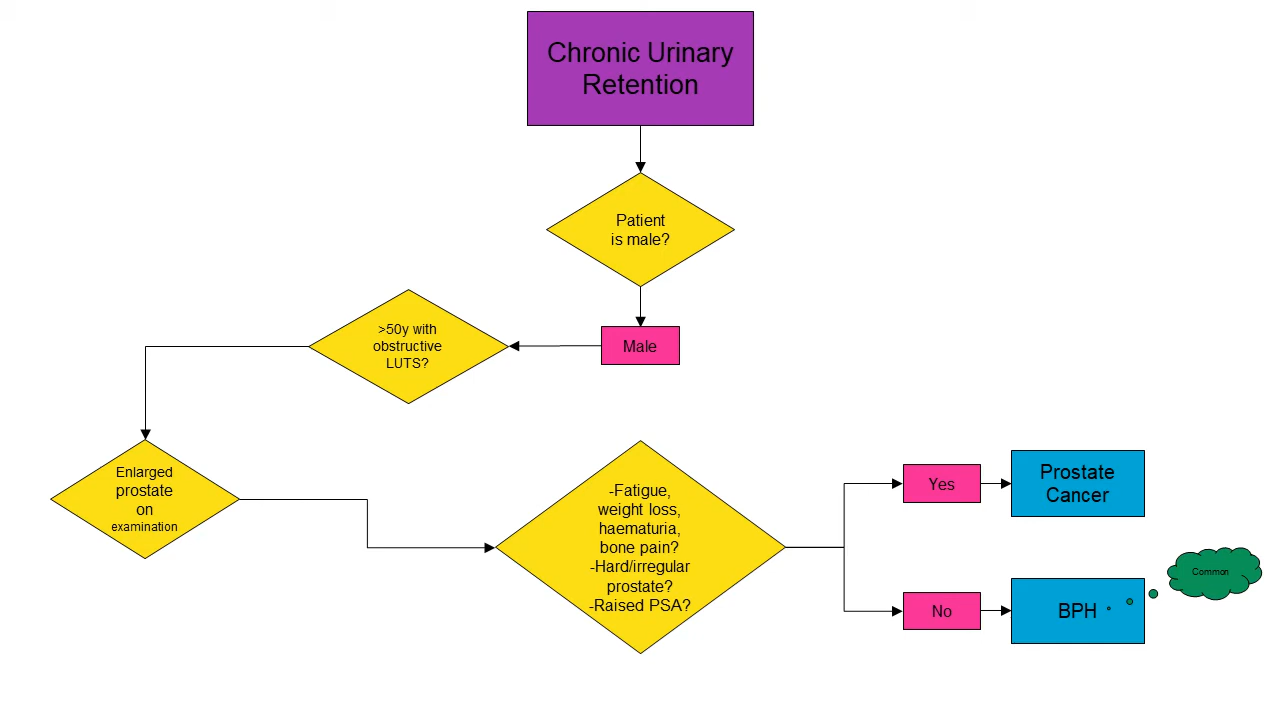 Chronic Urinary
Retention
Patient
is male?
Male
>50y with
obstructive
LUTS?
Enlarged
prostate
on
examination
-Fatigue,
weight loss,
haematuria,
bone pain?
-Hard/irregular
prostate?
-Raised PSA?
Yes
Prostate
Cancer
No
BPH
Common